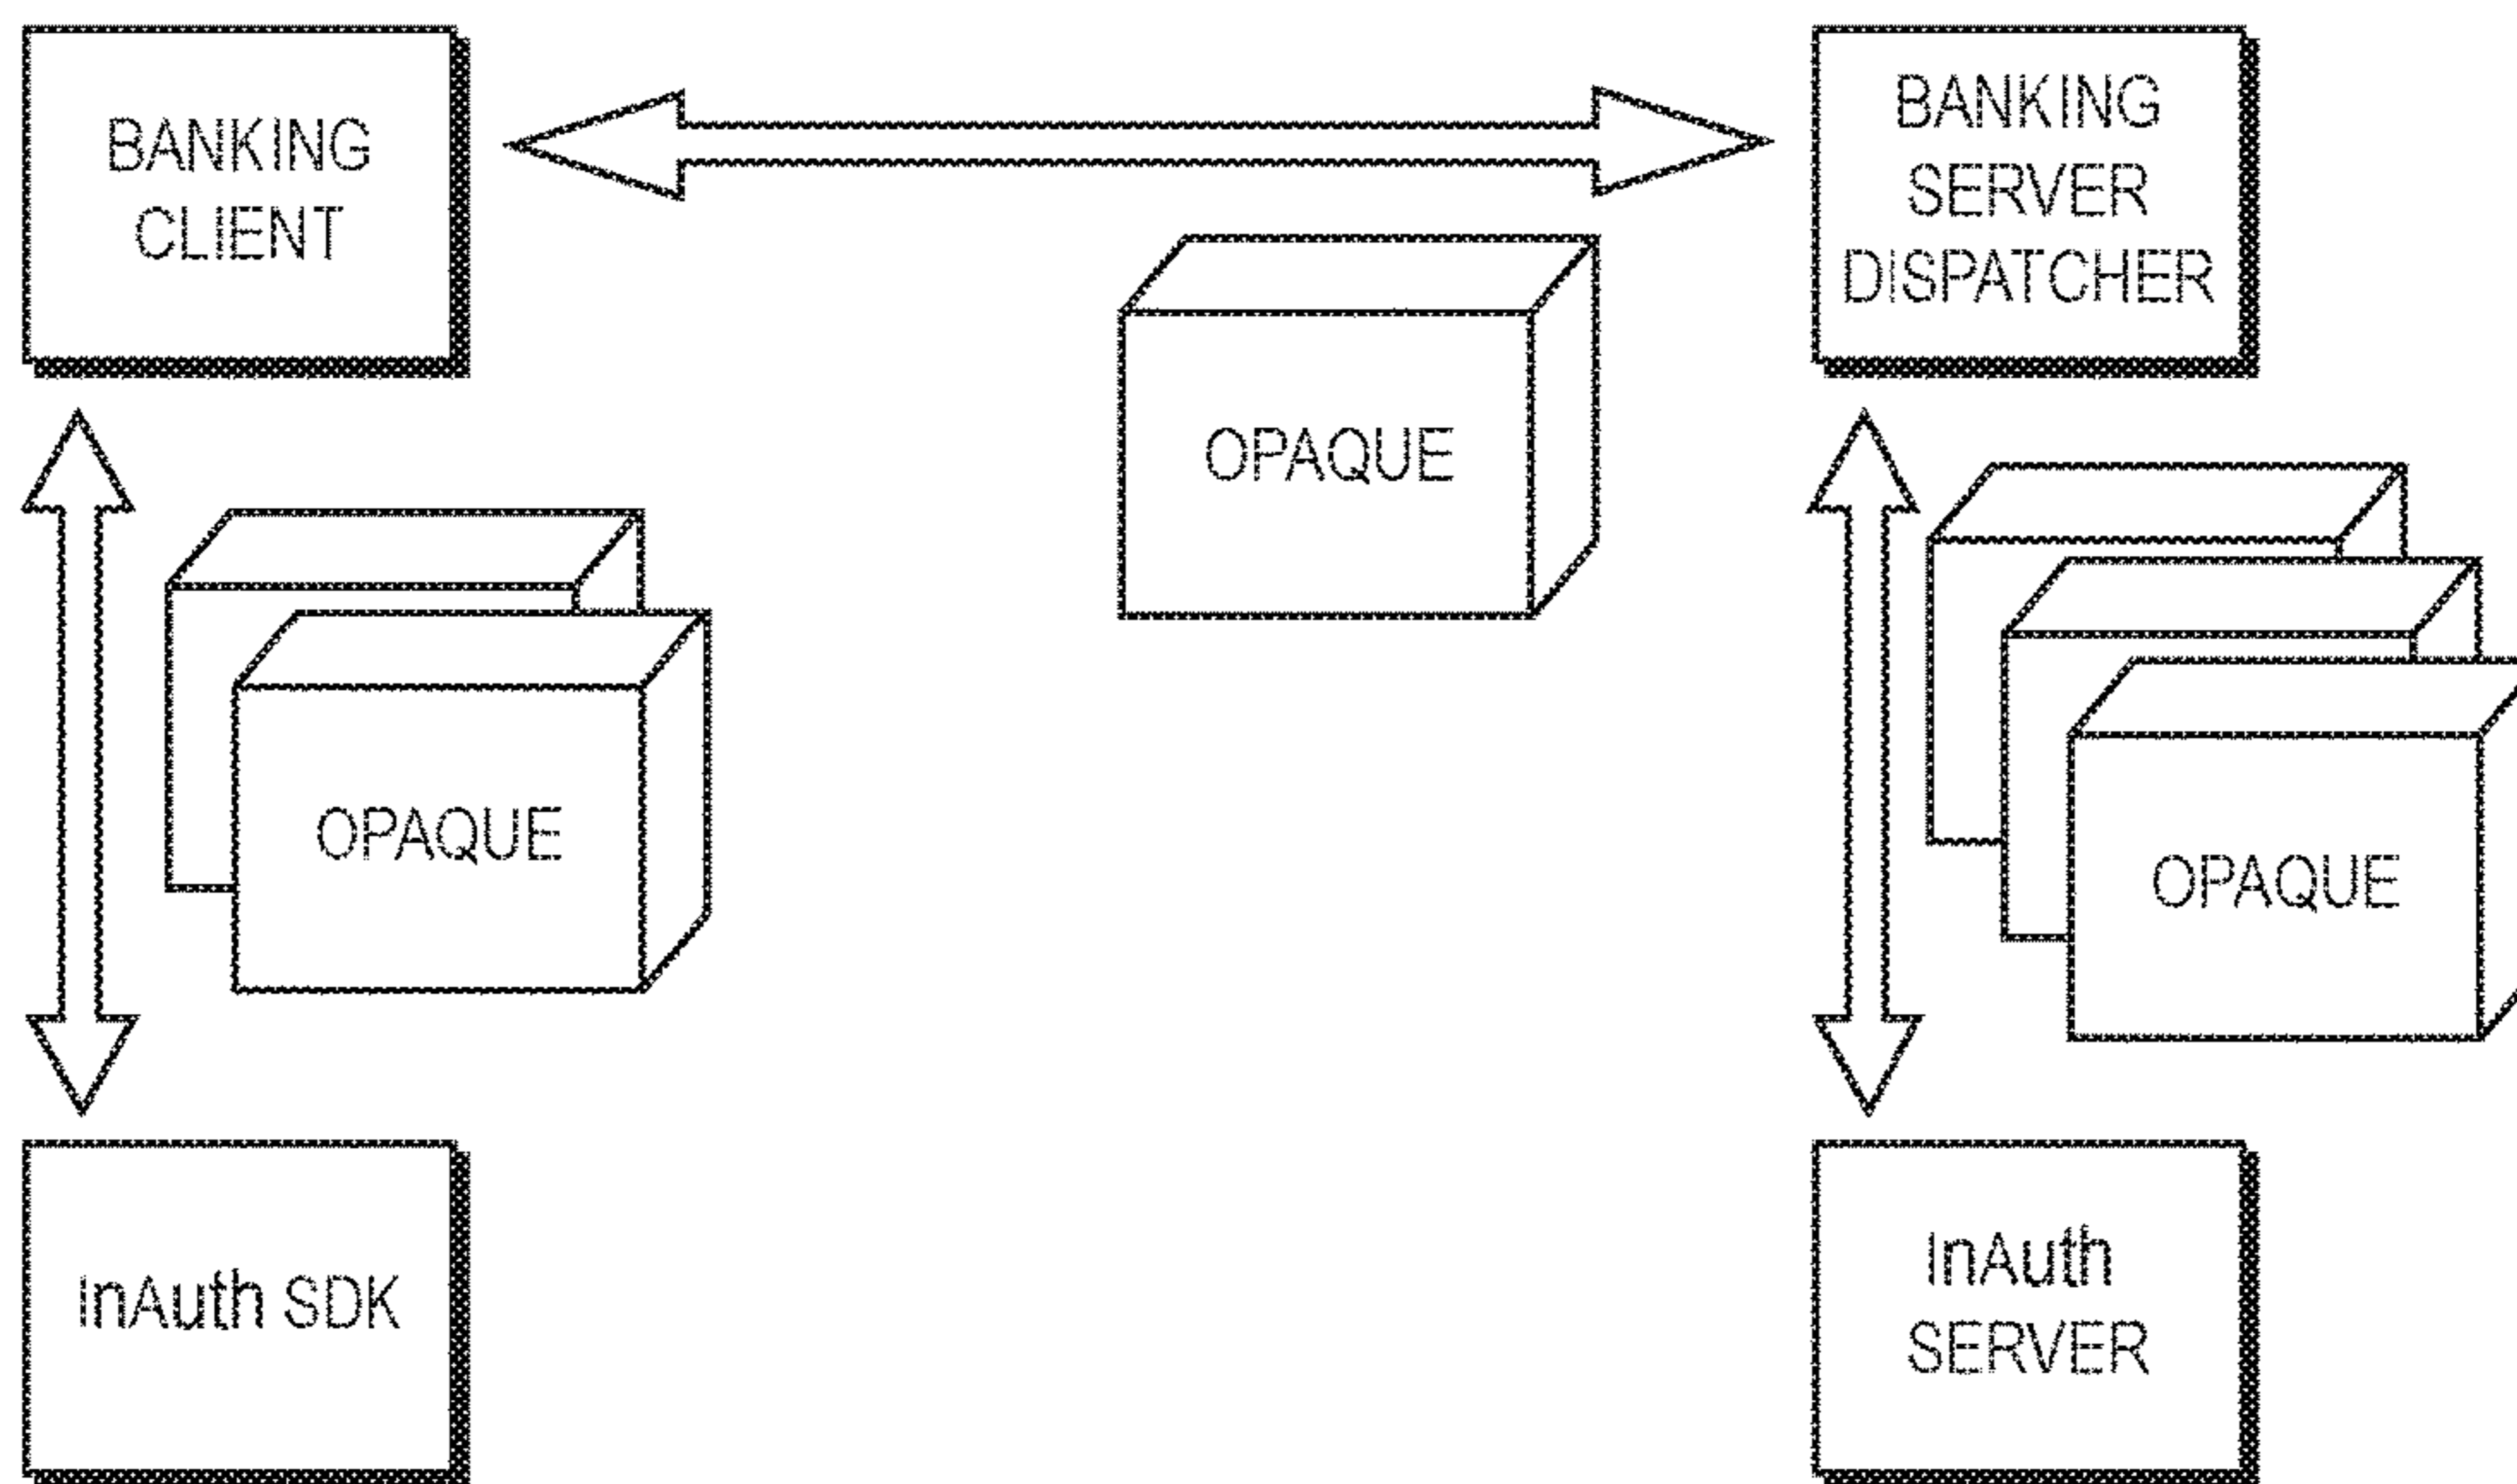 BANKING
CLIENT
BANKING
SERVER
DISPATCHER
OPAQUE
OPAQUE
OPAQUE
InAuth SDK
InAuth
SERVER